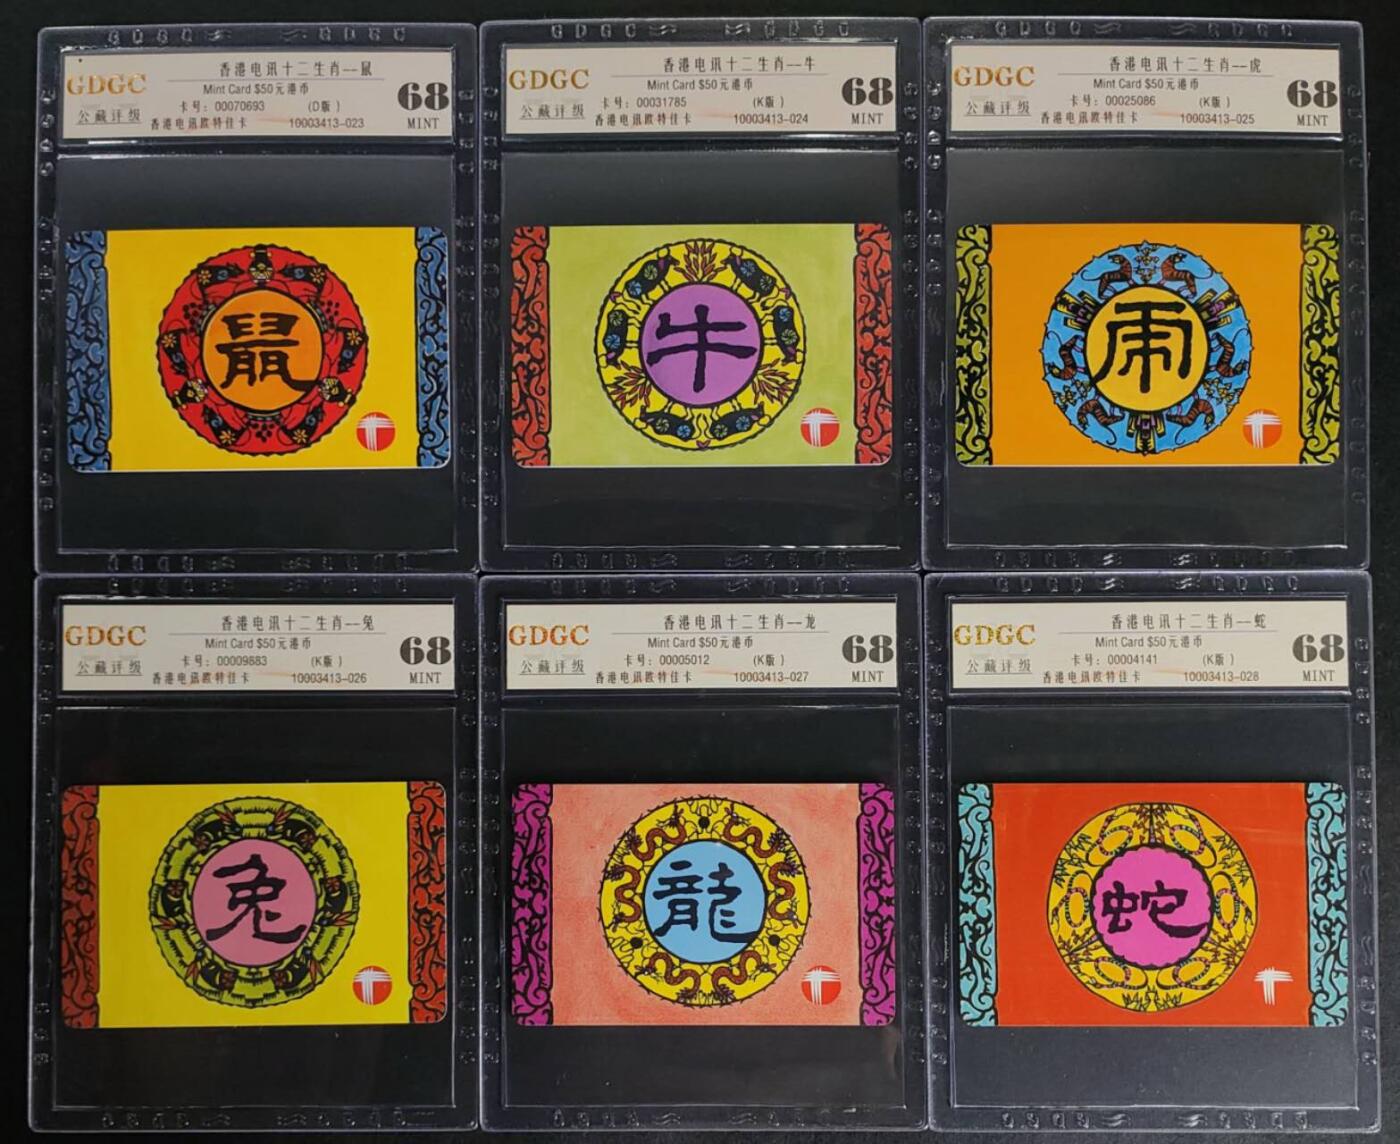 GDGC
公藏评级
香港电讯十二生肖—鼠
Mint Card $50元港币
卡号: 00070693 (D版)
香港电讯欧特佳卡 10003413-023
68
MINT
鼠
GDGC
公藏评级
香港电讯十二生肖—牛
Mint Card $50元港币
卡号: 00031785 (K版)
香港电讯欧特佳卡 10003413-024
68
MINT
牛
GDGC
公藏评级
香港电讯十二生肖—虎
Mint Card $50元港币
卡号: 00025086 (K版)
香港电讯欧特佳卡 10003413-025
68
MINT
虎
GDGC
公藏评级
香港电讯十二生肖—兔
Mint Card $50元港币
卡号: 00009883 (K版)
香港电讯欧特佳卡 10003413-026
68
MINT
兔
GDGC
公藏评级
香港电讯十二生肖—龙
Mint Card $50元港币
卡号: 00005012 (K版)
香港电讯欧特佳卡 10003413-027
68
MINT
龍
GDGC
公藏评级
香港电讯十二生肖—蛇
Mint Card $50元港币
卡号: 00004141 (K版)
香港电讯欧特佳卡 10003413-028
68
MINT
蛇